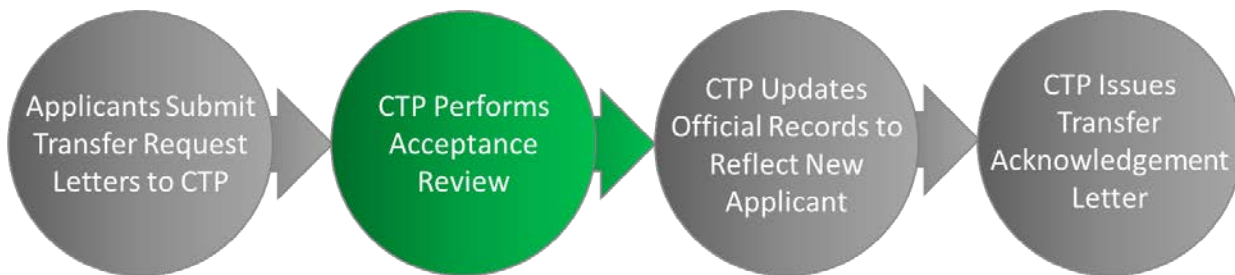 Applicants Submit
Transfer Request
Letters to CTP
CTP Performs
Acceptance
Review
CTP Updates
Official Records to
Reflect New
Applicant
CTP Issues
Transfer
Acknowledgement
Letter